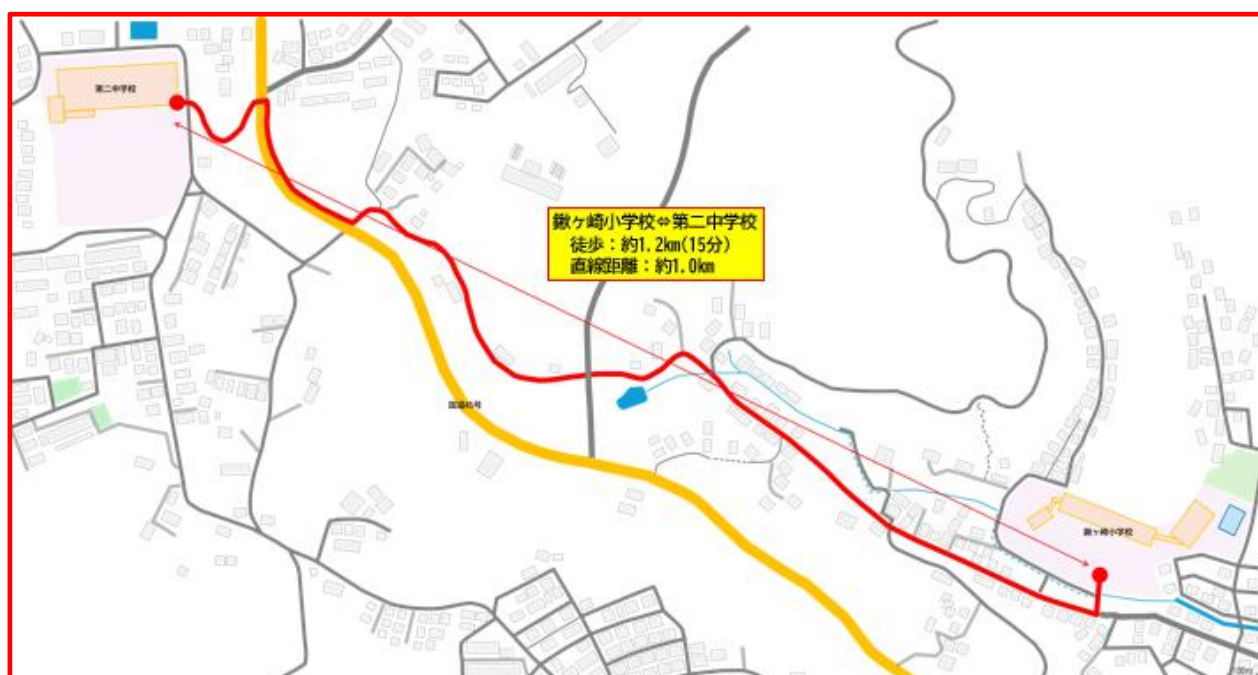 第二中学校
鍬ヶ崎小学校⇔第二中学校
徒歩：約1.2km(15分)
直線距離：約1.0km
国道45号
鍬ヶ崎小学校